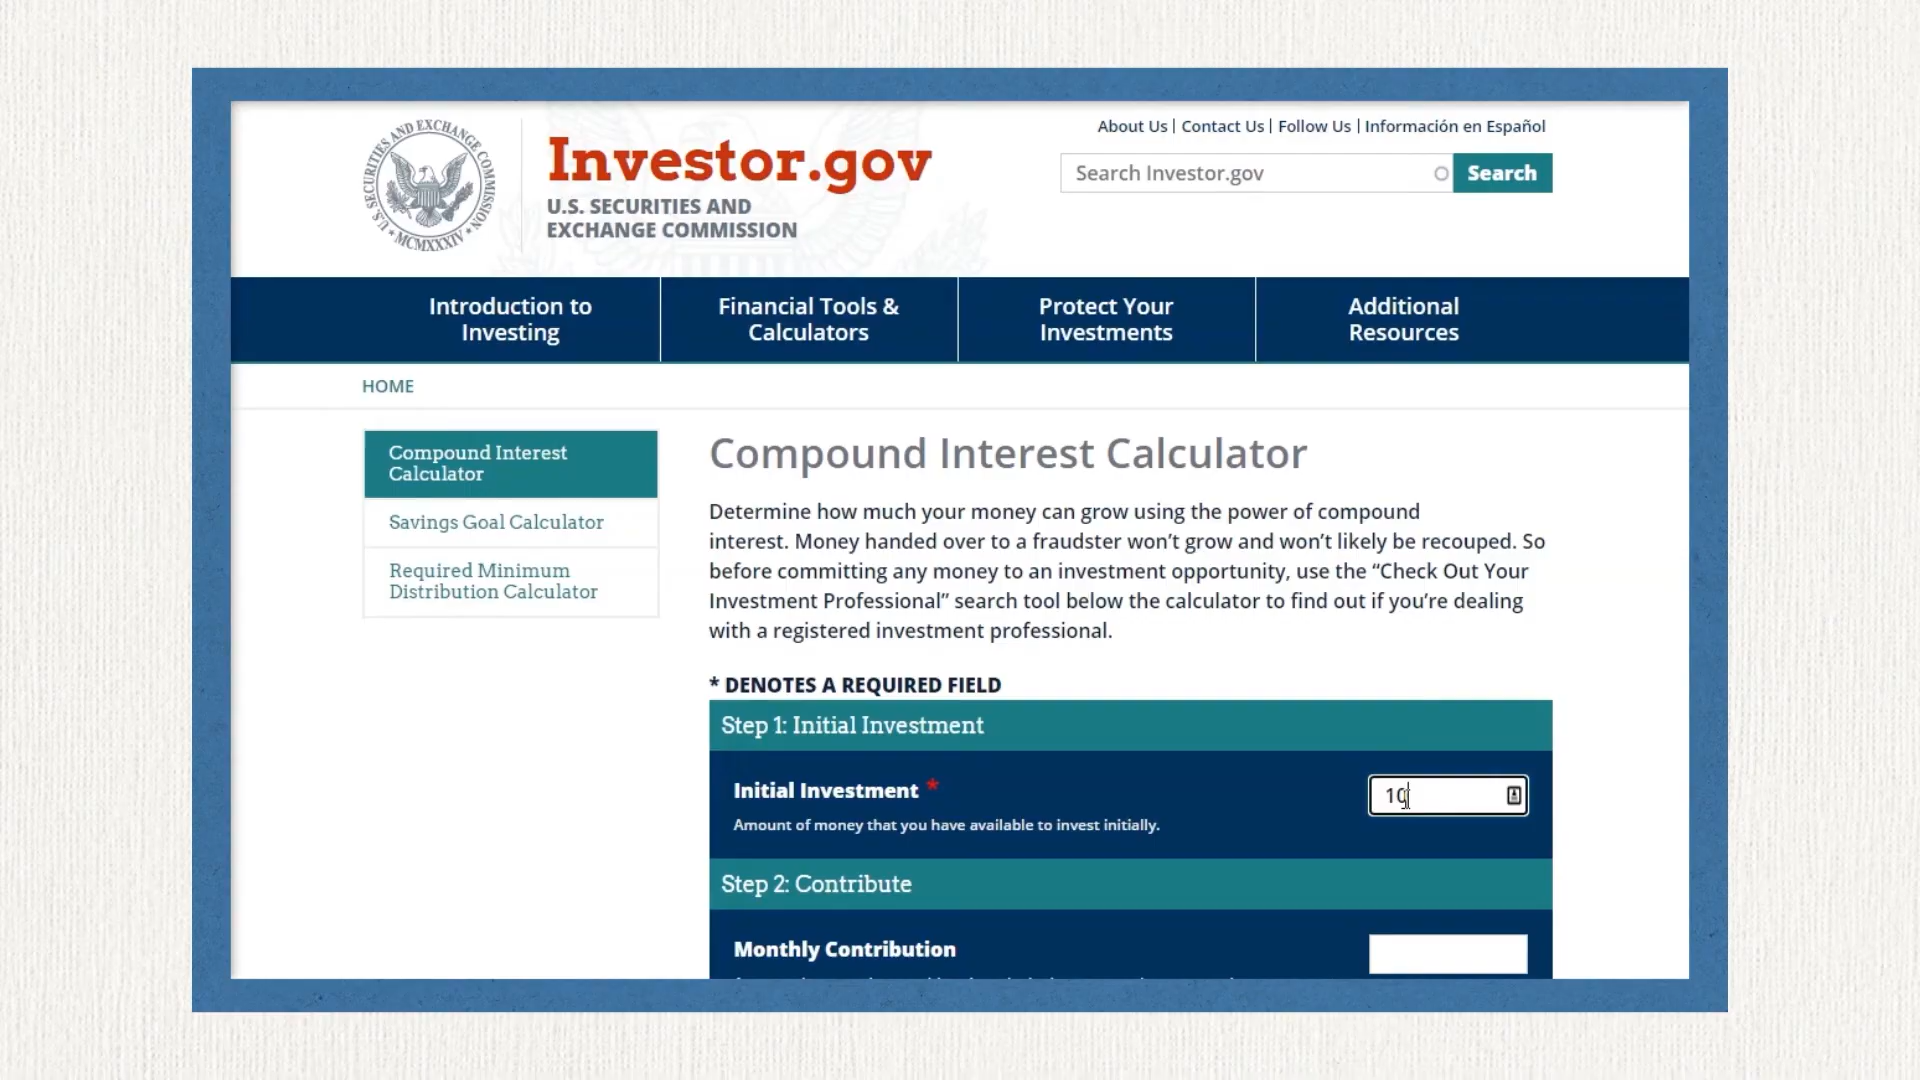 U.S. SECURITIES AND EXCHANGE COMMISSION
MCMXXXIV
Investor.gov
U.S. SECURITIES AND
EXCHANGE COMMISSION
About Us | Contact Us | Follow Us | Información en Español
Search Investor.gov
Search
Introduction to
Investing
Financial Tools &
Calculators
Protect Your
Investments
Additional
Resources
HOME
Compound Interest
Calculator
Savings Goal Calculator
Required Minimum
Distribution Calculator
Compound Interest Calculator
Determine how much your money can grow using the power of compound
interest. Money handed over to a fraudster won’t grow and won’t likely be recouped. So
before committing any money to an investment opportunity, use the “Check Out Your
Investment Professional” search tool below the calculator to find out if you’re dealing
with a registered investment professional.
* DENOTES A REQUIRED FIELD
Step 1: Initial Investment
Initial Investment *
10
Amount of money that you have available to invest initially.
Step 2: Contribute
Monthly Contribution